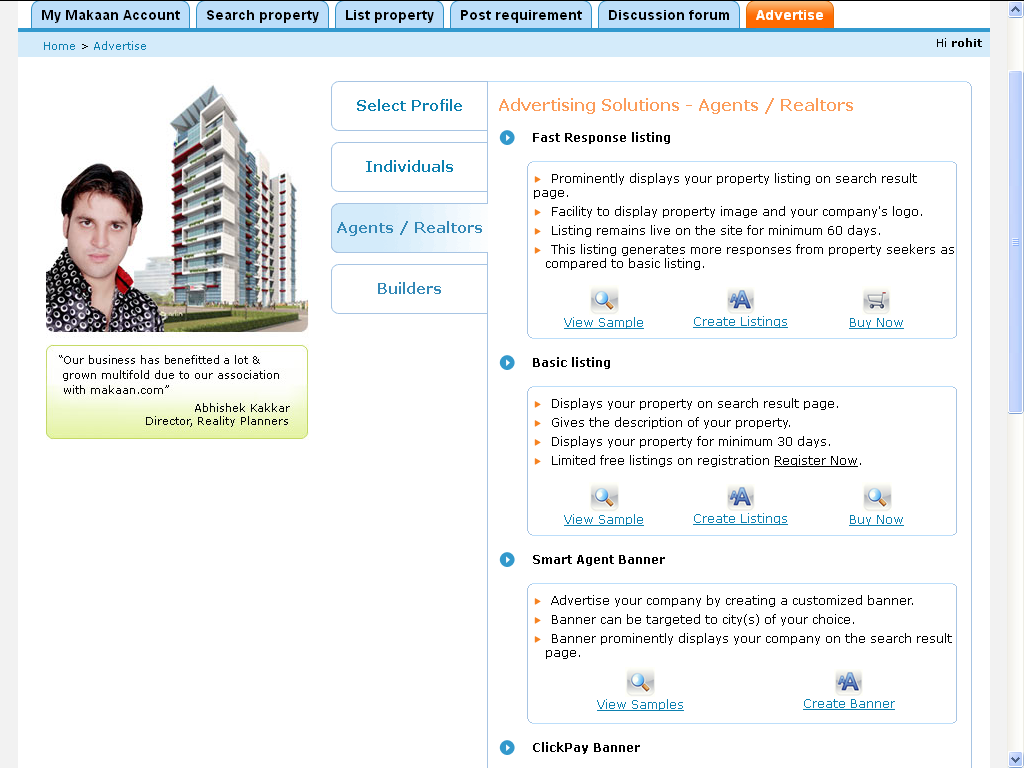 My Makaan Account Search property List property Post requirement Discussion forum Advertise
Home > Advertise Hi rohit
Select Profile
Individuals
Agents / Realtors
Builders
“Our business has benefitted a lot &
grown multifold due to our association
with makaan.com”
Abhishek Kakkar
Director, Reality Planners
Advertising Solutions - Agents / Realtors
Fast Response listing
Prominently displays your property listing on search result
page.
Facility to display property image and your company's logo.
Listing remains live on the site for minimum 60 days.
This listing generates more responses from property seekers as
compared to basic listing.
View Sample Create Listings Buy Now
Basic listing
Displays your property on search result page.
Gives the description of your property.
Displays your property for minimum 30 days.
Limited free listings on registration Register Now.
View Sample Create Listings Buy Now
Smart Agent Banner
Advertise your company by creating a customized banner.
Banner can be targeted to city(s) of your choice.
Banner prominently displays your company on the search result
page.
View Samples Create Banner
ClickPay Banner